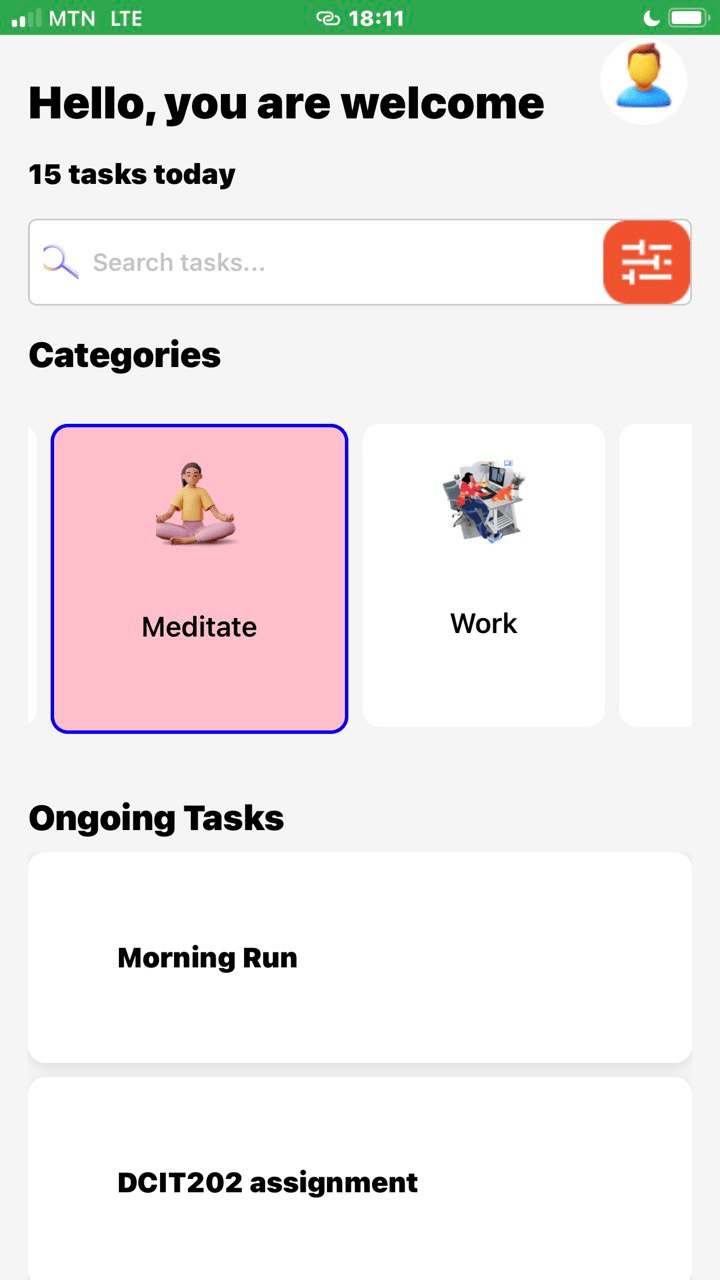 MTN LTE 18:11
Hello, you are welcome
15 tasks today
Search tasks...
Categories
Meditate
Work
Ongoing Tasks
Morning Run
DCIT202 assignment